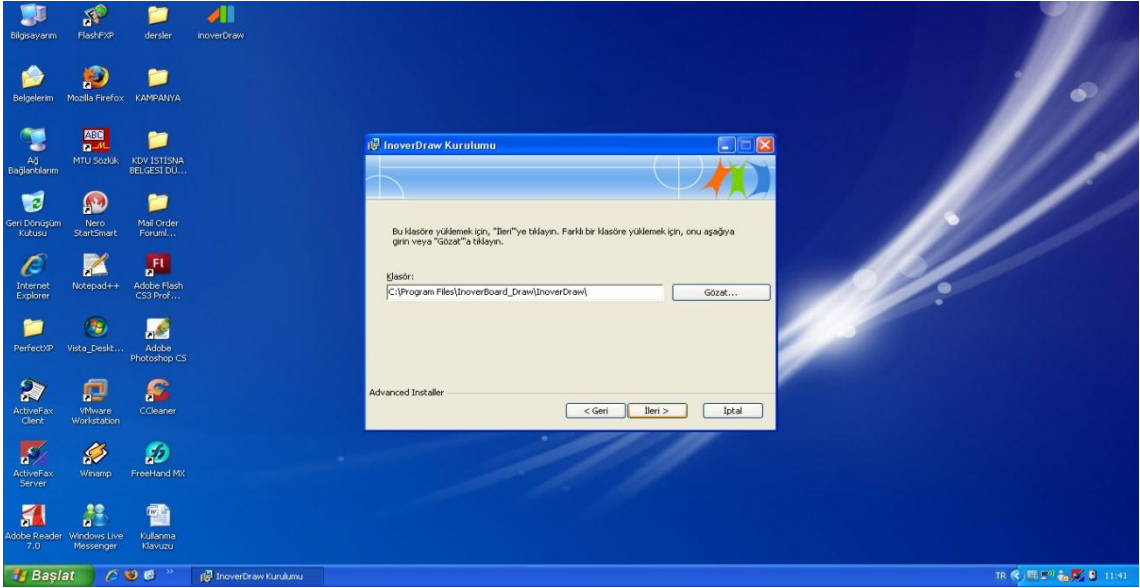 Bilgisayarım
FlashFXP
dersler
inoverDraw
Belgelerim
Mozilla Firefox
KAMPANYA
Ağ
Bağlantılarım
ABC
MTU Sözlük
KDV İSTİSNA
BELGESİ DÜ...
Geri Dönüşüm
Kutusu
Nero
StartSmart
Mail Order
Foruml...
Internet
Explorer
Notepad++
Adobe Flash
CS3 Prof...
PerfectXP
Vista_Deskt...
Adobe
Photoshop CS
ActiveFax
Client
VMware
Workstation
CCleaner
ActiveFax
Server
Winamp
FreeHand MX
Adobe Reader
7.0
Windows Live
Messenger
Kullanma
Klavuzu
InoverDraw Kurulumu
Bu klasöre yüklemek için, "İleri"ye tıklayın. Farklı bir klasöre yüklemek için, onu aşağıya
girin veya "Gözat"a tıklayın.
Klasör:
C:\Program Files\InoverBoard_Draw\InoverDraw\
Gözat...
Advanced Installer
< Geri
İleri >
İptal
Başlat
InoverDraw Kurulumu
TR
11:41